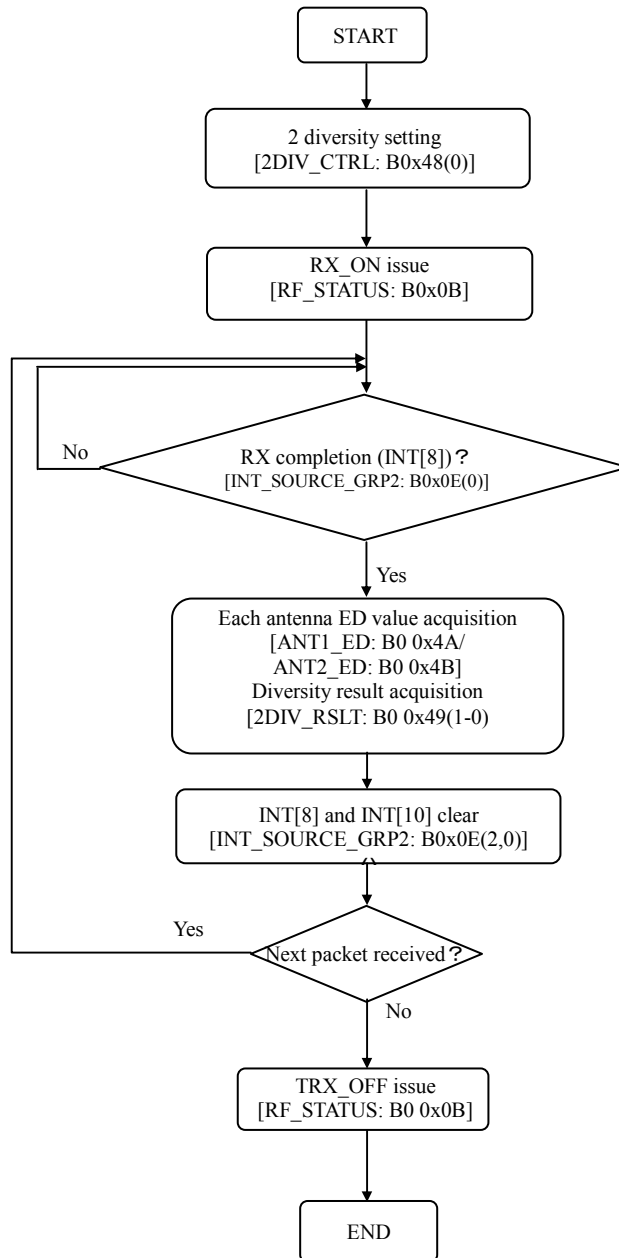 START
2 diversity setting
[2DIV_CTRL: B0x48(0)]
RX_ON issue
[RF_STATUS: B0x0B]
No
RX completion (INT[8])？
[INT_SOURCE_GRP2: B0x0E(0)]
Yes
Each antenna ED value acquisition
[ANT1_ED: B0 0x4A/
ANT2_ED: B0 0x4B]
Diversity result acquisition
[2DIV_RSLT: B0 0x49(1-0)
INT[8] and INT[10] clear
[INT_SOURCE_GRP2: B0x0E(2,0)]
Yes
Next packet received？
No
TRX_OFF issue
[RF_STATUS: B0 0x0B]
END